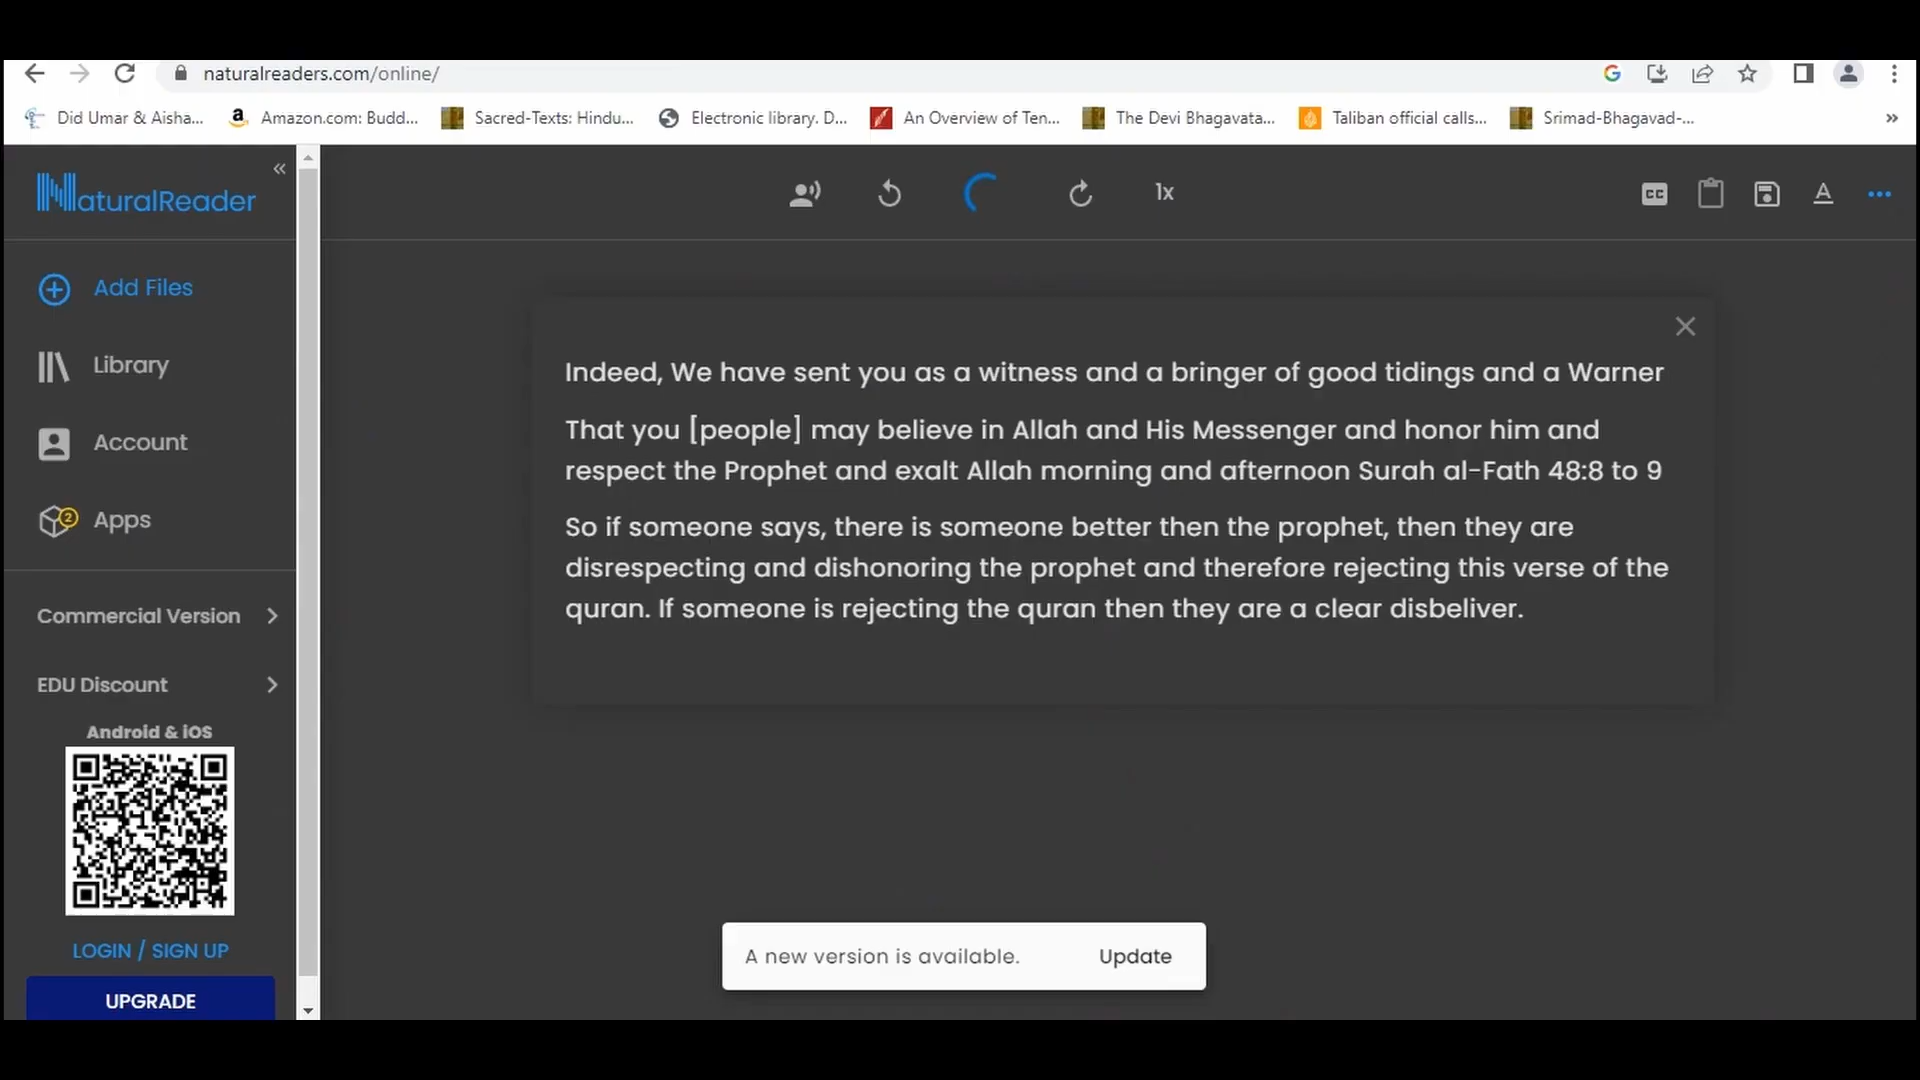 naturalreaders.com/online/
Did Umar & Aisha... Amazon.com: Budd... Sacred-Texts: Hindu... Electronic library. D... An Overview of Ten... The Devi Bhagavata... Taliban official calls... Srimad-Bhagavad-... »
«
NaturalReader
1x
CC
A
Add Files
Library
Account
2
Apps
Commercial Version
EDU Discount
Android & iOS
LOGIN / SIGN UP
UPGRADE
Indeed, We have sent you as a witness and a bringer of good tidings and a Warner
That you [people] may believe in Allah and His Messenger and honor him and
respect the Prophet and exalt Allah morning and afternoon Surah al-Fath 48:8 to 9
So if someone says, there is someone better then the prophet, then they are
disrespecting and dishonoring the prophet and therefore rejecting this verse of the
quran. If someone is rejecting the quran then they are a clear disbeliver.
A new version is available. Update